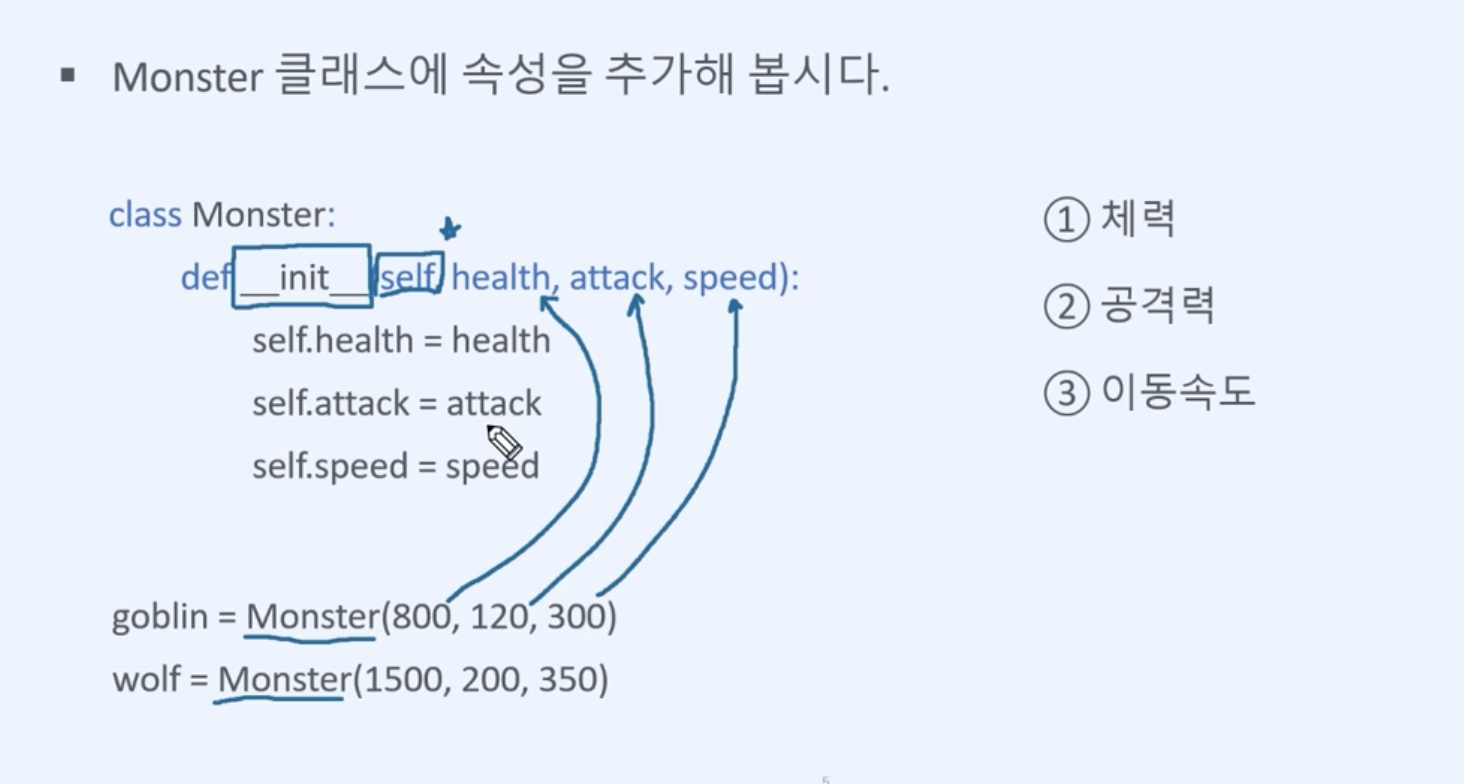 ▪ Monster 클래스에 속성을 추가해 봅시다.
class Monster:
def __init__(self, health, attack, speed):
self.health = health
self.attack = attack
self.speed = speed
goblin = Monster(800, 120, 300)
wolf = Monster(1500, 200, 350)
① 체력
② 공격력
③ 이동속도
5